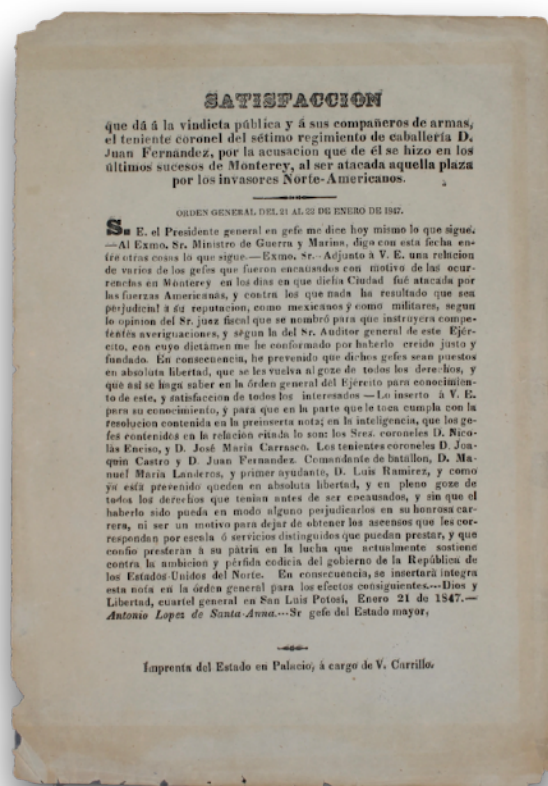 SATISFACCION
que dá á la vindicta pública y á sus compañeros de armas,
el teniente coronel del sétimo regimiento de caballería D.
Juan Fernandez, por la acusacion que de él se hizo en los
últimos sucesos de Monterey, al ser atacada aquella plaza
por los invasores Norte-Americanos.
ORDEN GENERAL DEL 21 AL 22 DE ENERO DE 1847.
Su E. el Presidente general en gefe me dice hoy mismo lo que sigue.
—Al Exmo. Sr. Ministro de Guerra y Marina, digo con esta fecha en-
tre otras cosas lo que sigue.—Exmo. Sr.—Adjunto á V. E. una relacion
de varios de los gefes que fueron encausados con motivo de las ocur-
rencias en Monterey en los dias en que dicha Ciudad fué atacada por
las fuerzas Americanas, y contra los que nada ha resultado que sea
perjudicial á su reputacion, como mexicanos y como militares, segun
lo opinion del Sr. juez fiscal que se nombró para que instruyera compe-
tentes averiguaciones, y ségun la del Sr. Auditor general de este Ejér-
cito, con cuyo dictámen me he conformado por haberlo creido justo y
fundado. En consecuencia, he prevenido que dichos gefes sean puestos
en absoluta libertad, que se les vuelva al goze de todos los derechos, y
que asi se haga saber en la órden general del Ejército para conocimien-
to de este, y satisfaccion de todos los interesados—Lo inserto á V. E.
para su conocimiento, y para que en la parte que le toca cumpla con la
resolucion contenida en la preinserta nota; en la inteligencia, que los ge-
fes contenidos en la relacion citada lo son: los Sres. coroneles D. Nico-
lás Enciso, y D. José Maria Carrasco. Los tenientes coroneles D. Joa-
quin Castro y D. Juan Fernandez. Comandante de batallon, D. Ma-
nuel Maria Landeros, y primer ayudante, D. Luis Ramirez, y como
ya está prevenido queden en absoluta libertad, y en pleno goze de
todos los derechos que tenian antes de ser encausados, y sin que el
haberlo sido pueda en modo alguno perjudicarlos en su honrosa car-
rera, ni ser un motivo para dejar de obtener los ascensos que les cor-
respondan por escala ó servicios distinguidos que puedan prestar, y que
confio presteran á su pátria en la lucha que actualmente sostiene
contra la ambicion y pérfida codicia del gobierno de la República de
los Estados-Unidos del Norte. En consecuencia, se insertará integra
esta nota en la órden general para los efectos consiguientes.---Dios y
Libertad, cuartel general en San Luis Potosí, Enero 21 de 1847.—
Antonio Lopez de Santa-Anna.---Sr gefe del Estado mayor.
Imprenta del Estado en Palacio, á cargo de V. Carrillo.